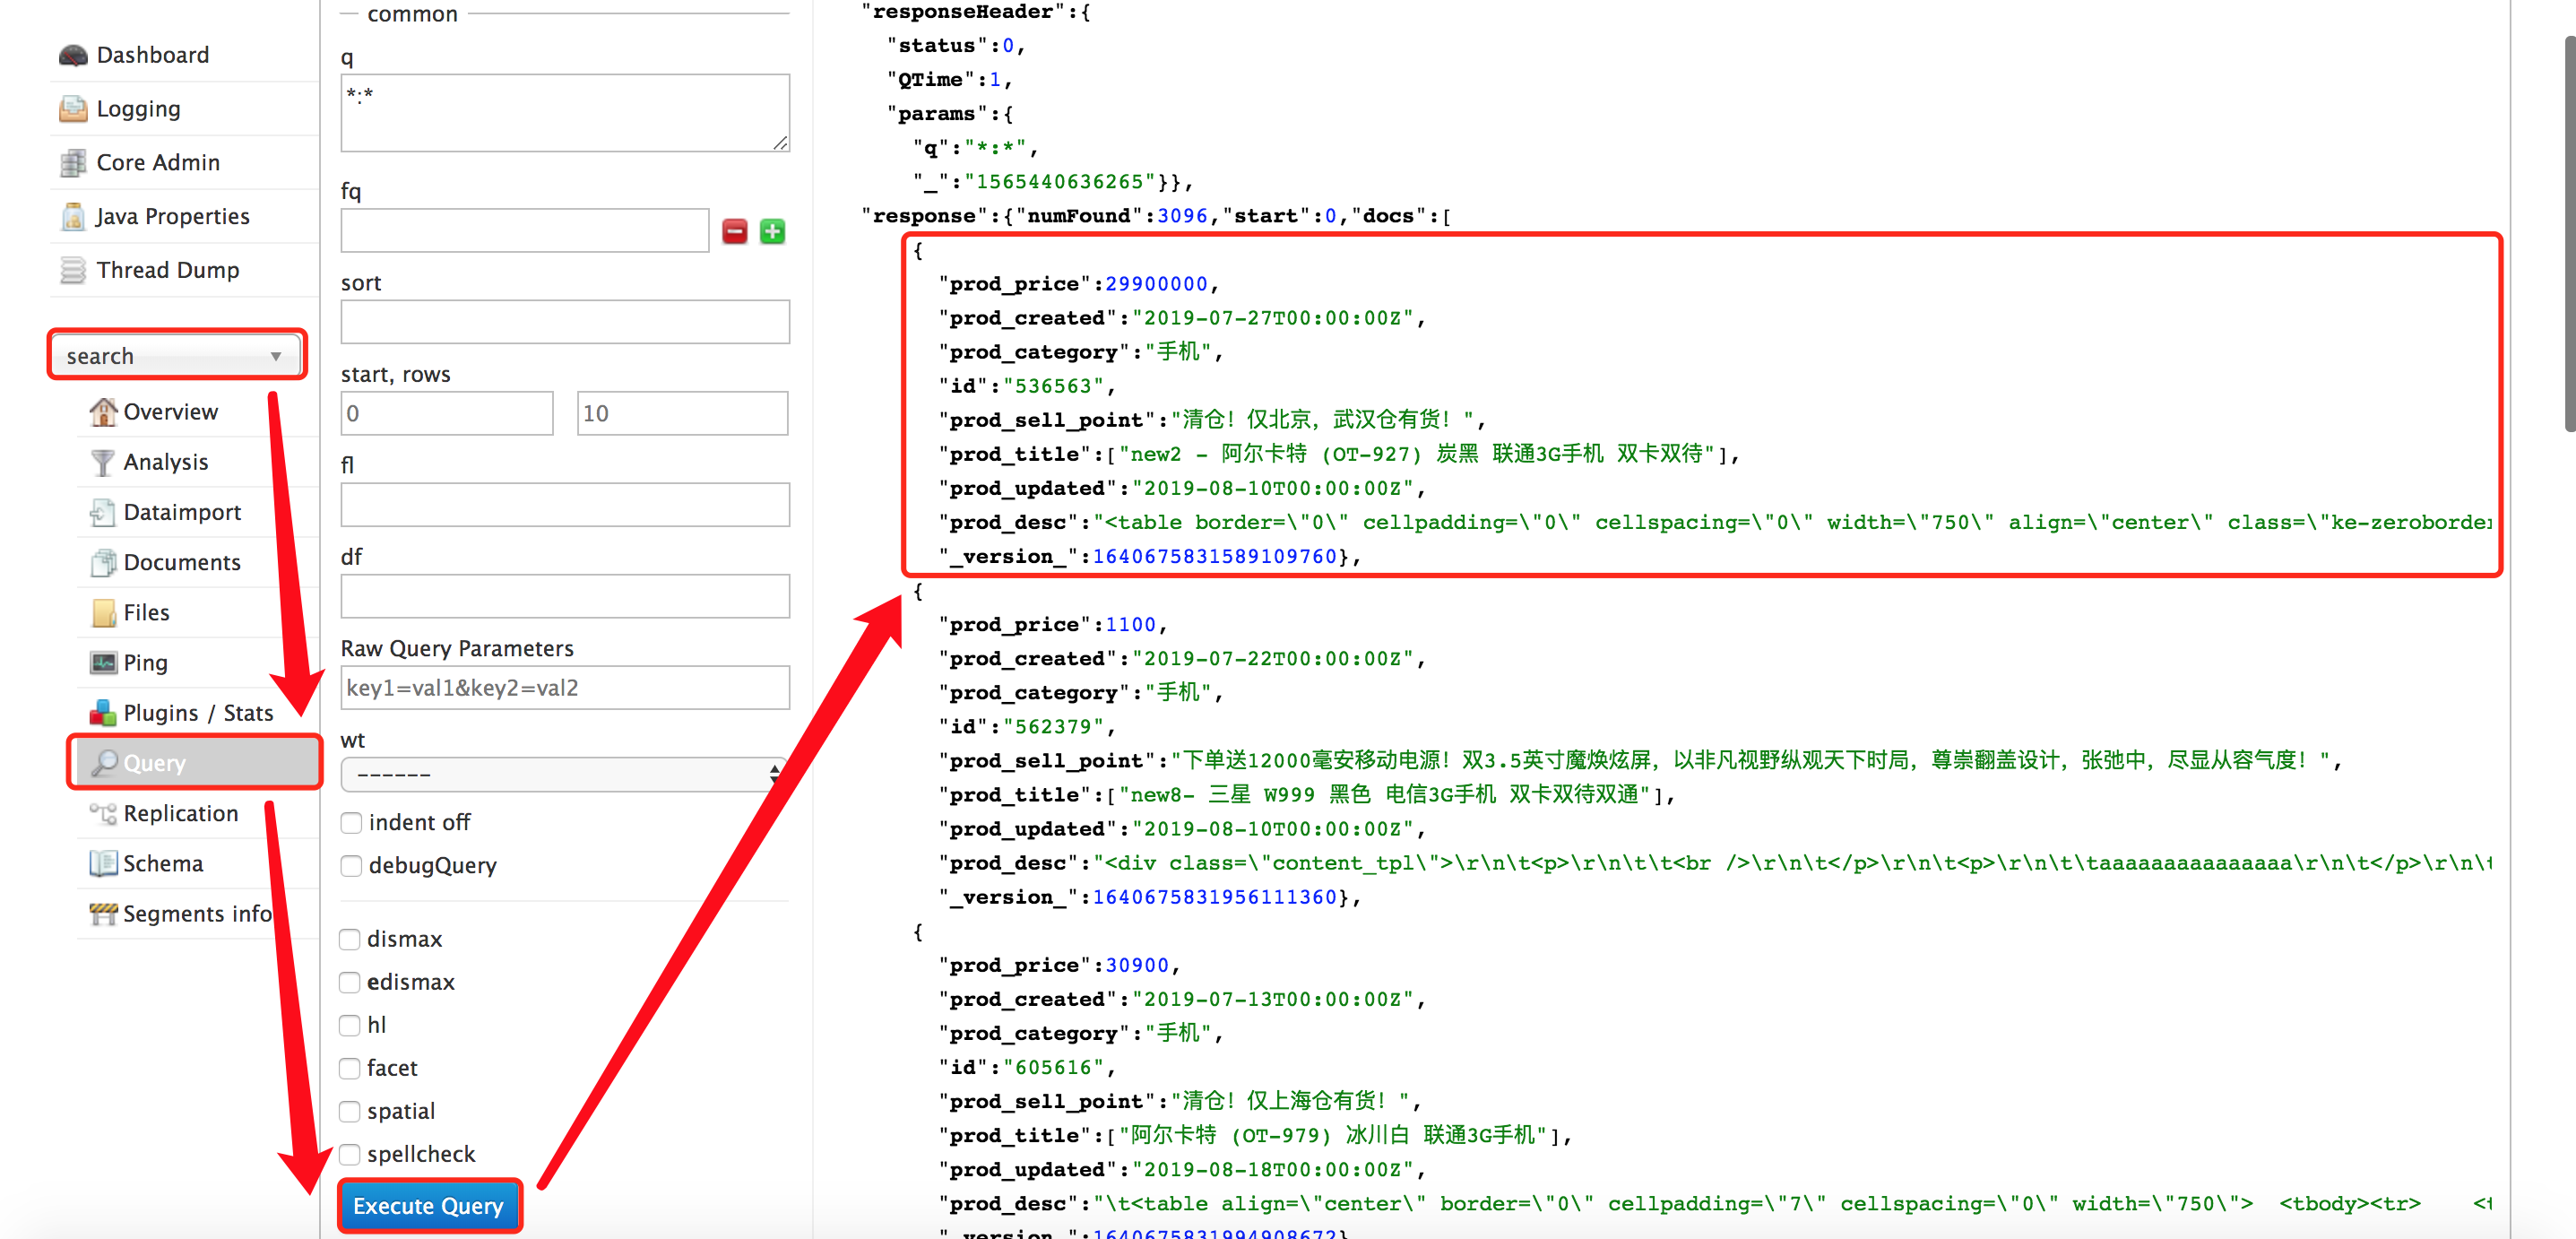 Dashboard
Logging
Core Admin
Java Properties
Thread Dump
search
Overview
Analysis
Dataimport
Documents
Files
Ping
Plugins / Stats
Query
Replication
Schema
Segments info
common
q
*:*
fq
sort
start, rows
0
10
fl
df
Raw Query Parameters
key1=val1&key2=val2
wt
------
indent off
debugQuery
dismax
edismax
hl
facet
spatial
spellcheck
Execute Query
"responseHeader":{
"status":0,
"QTime":1,
"params":{
"q":"*:*",
"_":"1565440636265"}},
"response":{"numFound":3096,"start":0,"docs":[
{
"prod_price":29900000,
"prod_created":"2019-07-27T00:00:00Z",
"prod_category":"手机",
"id":"536563",
"prod_sell_point":"清仓！仅北京，武汉仓有货！",
"prod_title":["new2 - 阿尔卡特 (OT-927) 炭黑 联通3G手机 双卡双待"],
"prod_updated":"2019-08-10T00:00:00Z",
"prod_desc":"<table border=\"0\" cellpadding=\"0\" cellspacing=\"0\" width=\"750\" align=\"center\" class=\"ke-zeroborder
"_version_":1640675831589109760},
{
"prod_price":1100,
"prod_created":"2019-07-22T00:00:00Z",
"prod_category":"手机",
"id":"562379",
"prod_sell_point":"下单送12000毫安移动电源！双3.5英寸魔焕炫屏，以非凡视野纵观天下时局，尊崇翻盖设计，张弛中，尽显从容气度！",
"prod_title":["new8- 三星 W999 黑色 电信3G手机 双卡双待双通"],
"prod_updated":"2019-08-10T00:00:00Z",
"prod_desc":"<div class=\"content_tpl\">\r\n\t<p>\r\n\t\t<br />\r\n\t</p>\r\n\t<p>\r\n\t\taaaaaaaaaaaaaaa\r\n\t</p>\r\n\t
"_version_":1640675831956111360},
{
"prod_price":30900,
"prod_created":"2019-07-13T00:00:00Z",
"prod_category":"手机",
"id":"605616",
"prod_sell_point":"清仓！仅上海仓有货！",
"prod_title":["阿尔卡特 (OT-979) 冰川白 联通3G手机"],
"prod_updated":"2019-08-18T00:00:00Z",
"prod_desc":"\t<table align=\"center\" border=\"0\" cellpadding=\"7\" cellspacing=\"0\" width=\"750\"> <tbody><tr> <t
"_version_":1640675831994908672}